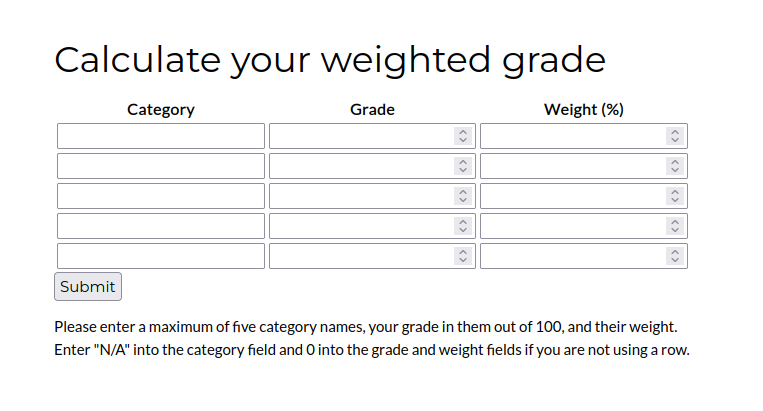 Calculate your weighted grade
Category Grade Weight (%)
Submit
Please enter a maximum of five category names, your grade in them out of 100, and their weight.
Enter "N/A" into the category field and 0 into the grade and weight fields if you are not using a row.